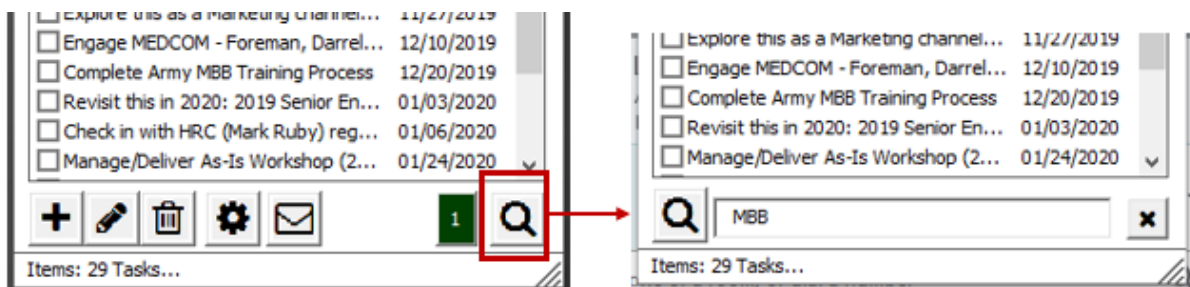 Explore this as a Marketing channel... 11/27/2019
Engage MEDCOM - Foreman, Darrel... 12/10/2019
Complete Army MBB Training Process 12/20/2019
Revisit this in 2020: 2019 Senior En... 01/03/2020
Check in with HRC (Mark Ruby) reg... 01/06/2020
Manage/Deliver As-Is Workshop (2... 01/24/2020
1
Items: 29 Tasks...
Explore this as a Marketing channel... 11/27/2019
Engage MEDCOM - Foreman, Darrel... 12/10/2019
Complete Army MBB Training Process 12/20/2019
Revisit this in 2020: 2019 Senior En... 01/03/2020
Manage/Deliver As-Is Workshop (2... 01/24/2020
MBB
Items: 29 Tasks...